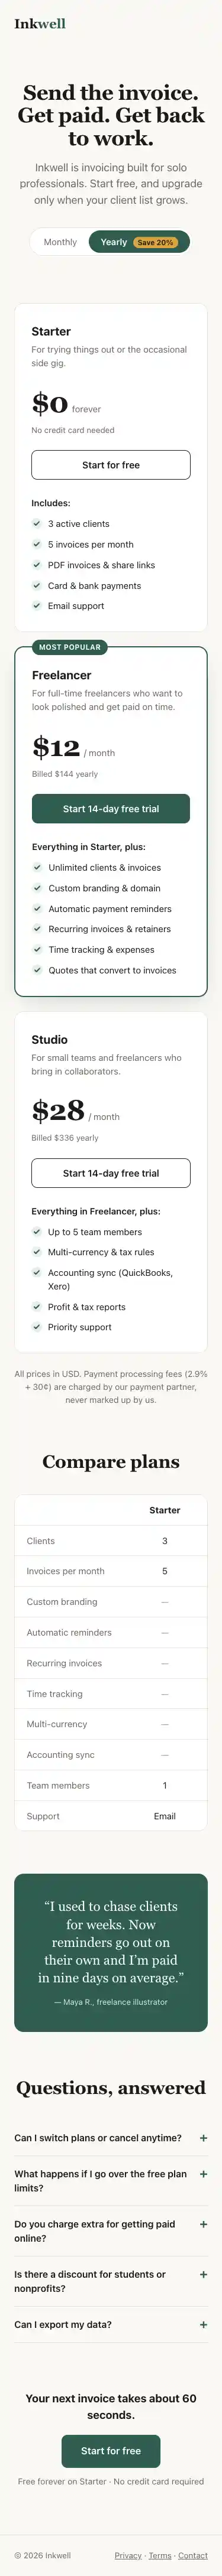 Inkwell
Send the invoice.
Get paid. Get back
to work.
Inkwell is invoicing built for solo
professionals. Start free, and upgrade
only when your client list grows.
Monthly Yearly Save 20%
Starter
For trying things out or the occasional
side gig.
$0 forever
No credit card needed
Start for free
Includes:
3 active clients
5 invoices per month
PDF invoices & share links
Card & bank payments
Email support
MOST POPULAR
Freelancer
For full-time freelancers who want to
look polished and get paid on time.
$12 / month
Billed $144 yearly
Start 14-day free trial
Everything in Starter, plus:
Unlimited clients & invoices
Custom branding & domain
Automatic payment reminders
Recurring invoices & retainers
Time tracking & expenses
Quotes that convert to invoices
Studio
For small teams and freelancers who
bring in collaborators.
$28 / month
Billed $336 yearly
Start 14-day free trial
Everything in Freelancer, plus:
Up to 5 team members
Multi-currency & tax rules
Accounting sync (QuickBooks,
Xero)
Profit & tax reports
Priority support
All prices in USD. Payment processing fees (2.9%
+ 30¢) are charged by our payment partner,
never marked up by us.
Compare plans
Starter
Clients 3
Invoices per month 5
Custom branding —
Automatic reminders —
Recurring invoices —
Time tracking —
Multi-currency —
Accounting sync —
Team members 1
Support Email
“I used to chase clients
for weeks. Now
reminders go out on
their own and I’m paid
in nine days on average.”
— Maya R., freelance illustrator
Questions, answered
Can I switch plans or cancel anytime? +
What happens if I go over the free plan +
limits?
Do you charge extra for getting paid +
online?
Is there a discount for students or +
nonprofits?
Can I export my data? +
Your next invoice takes about 60
seconds.
Start for free
Free forever on Starter · No credit card required
© 2026 Inkwell Privacy · Terms · Contact